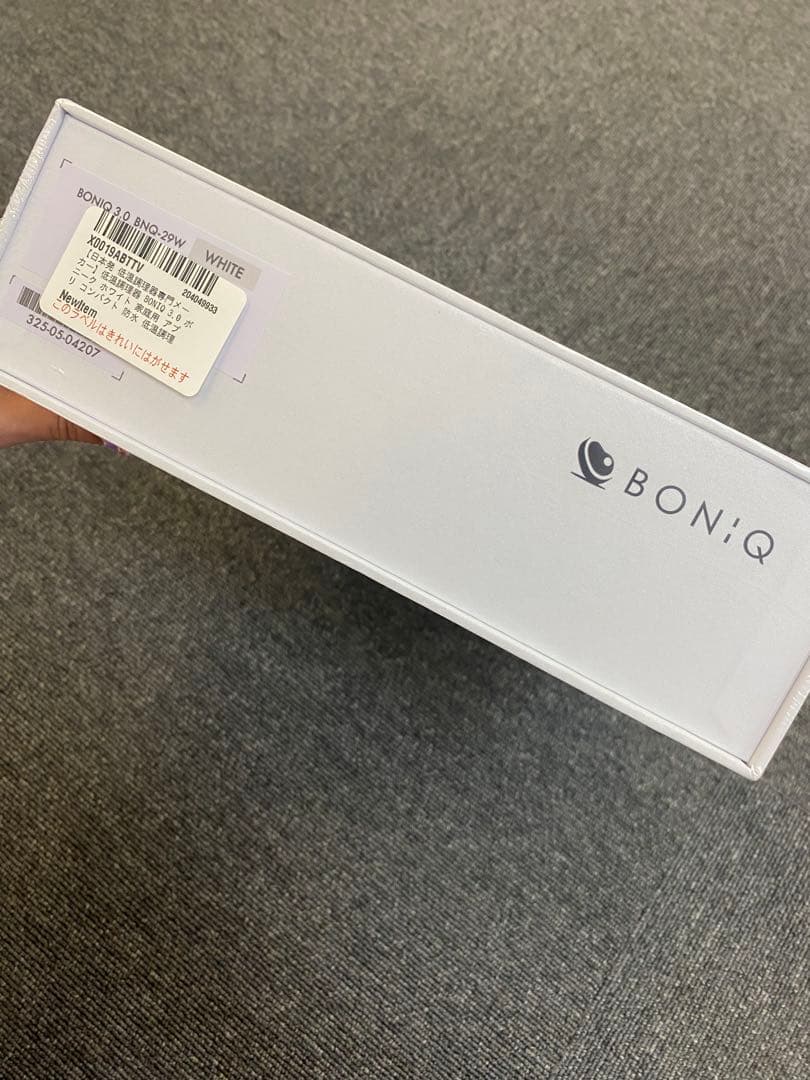 BONIQ 3.0 BNQ-29W
WHITE
X0019ABTTV
204049933
【日本発 低温調理器専門メー
カー】低温調理器 BONIQ 3.0 ボ
ニーク ホワイト 家庭用 アプ
リ コンパクト 防水 低温調理
NewItem
このラベルはきれいにはがせます
325-05-04207
BONIQ